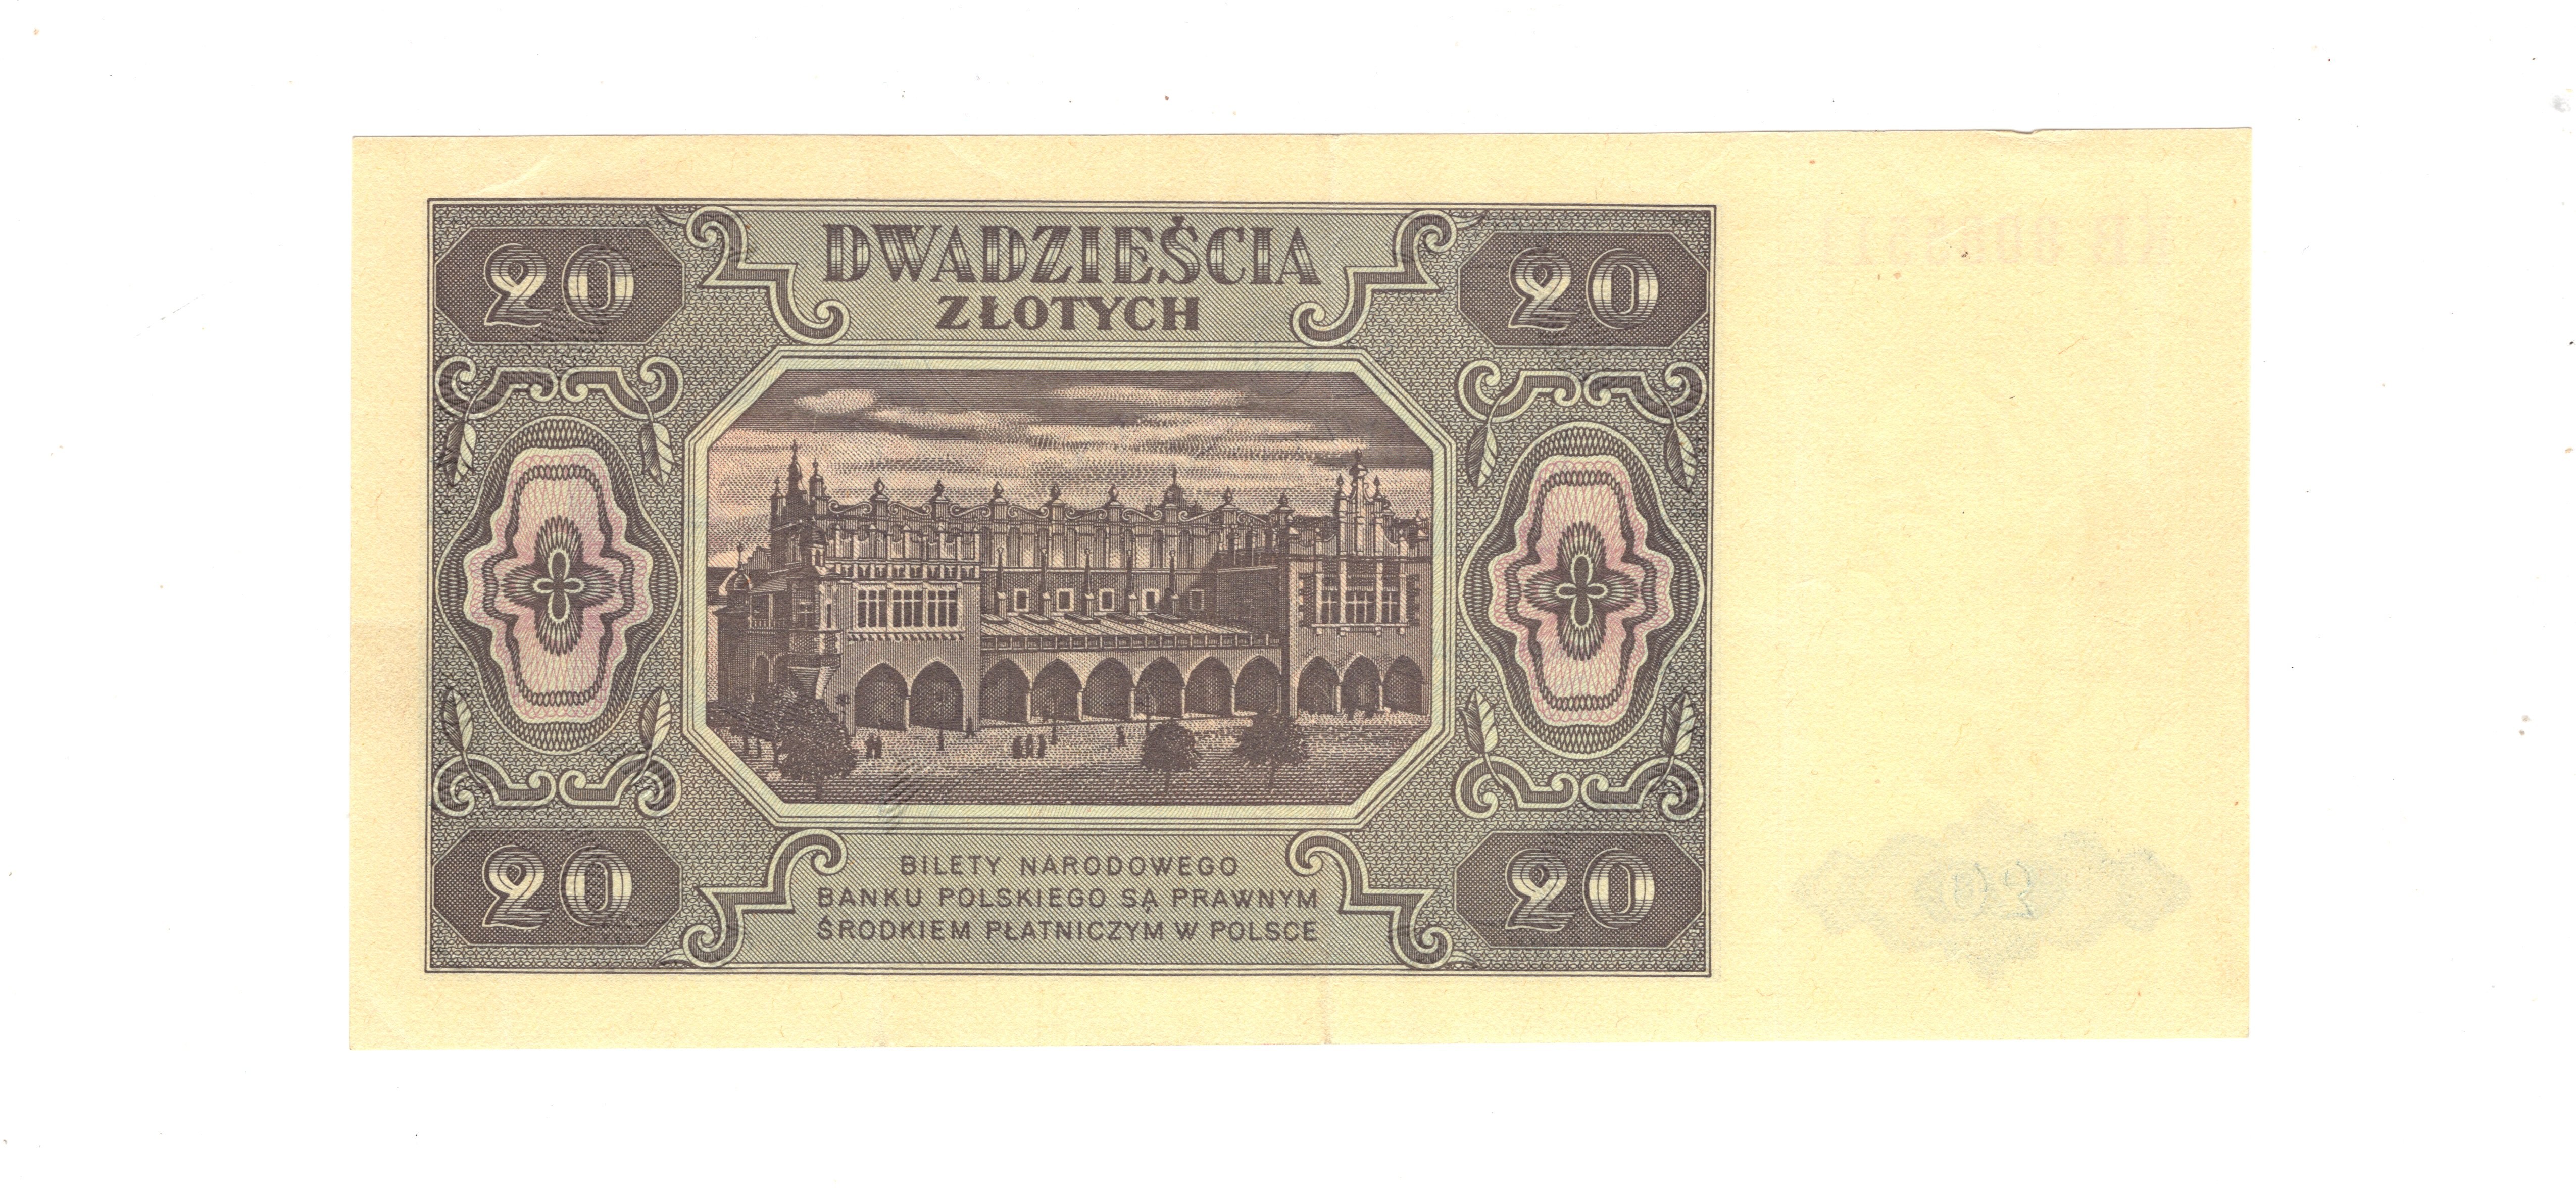 20 DWADZIEŚCIA 20
ZŁOTYCH
20 BILETY NARODOWEGO 20
BANKU POLSKIEGO SĄ PRAWNYM
ŚRODKIEM PŁATNICZYM W POLSCE